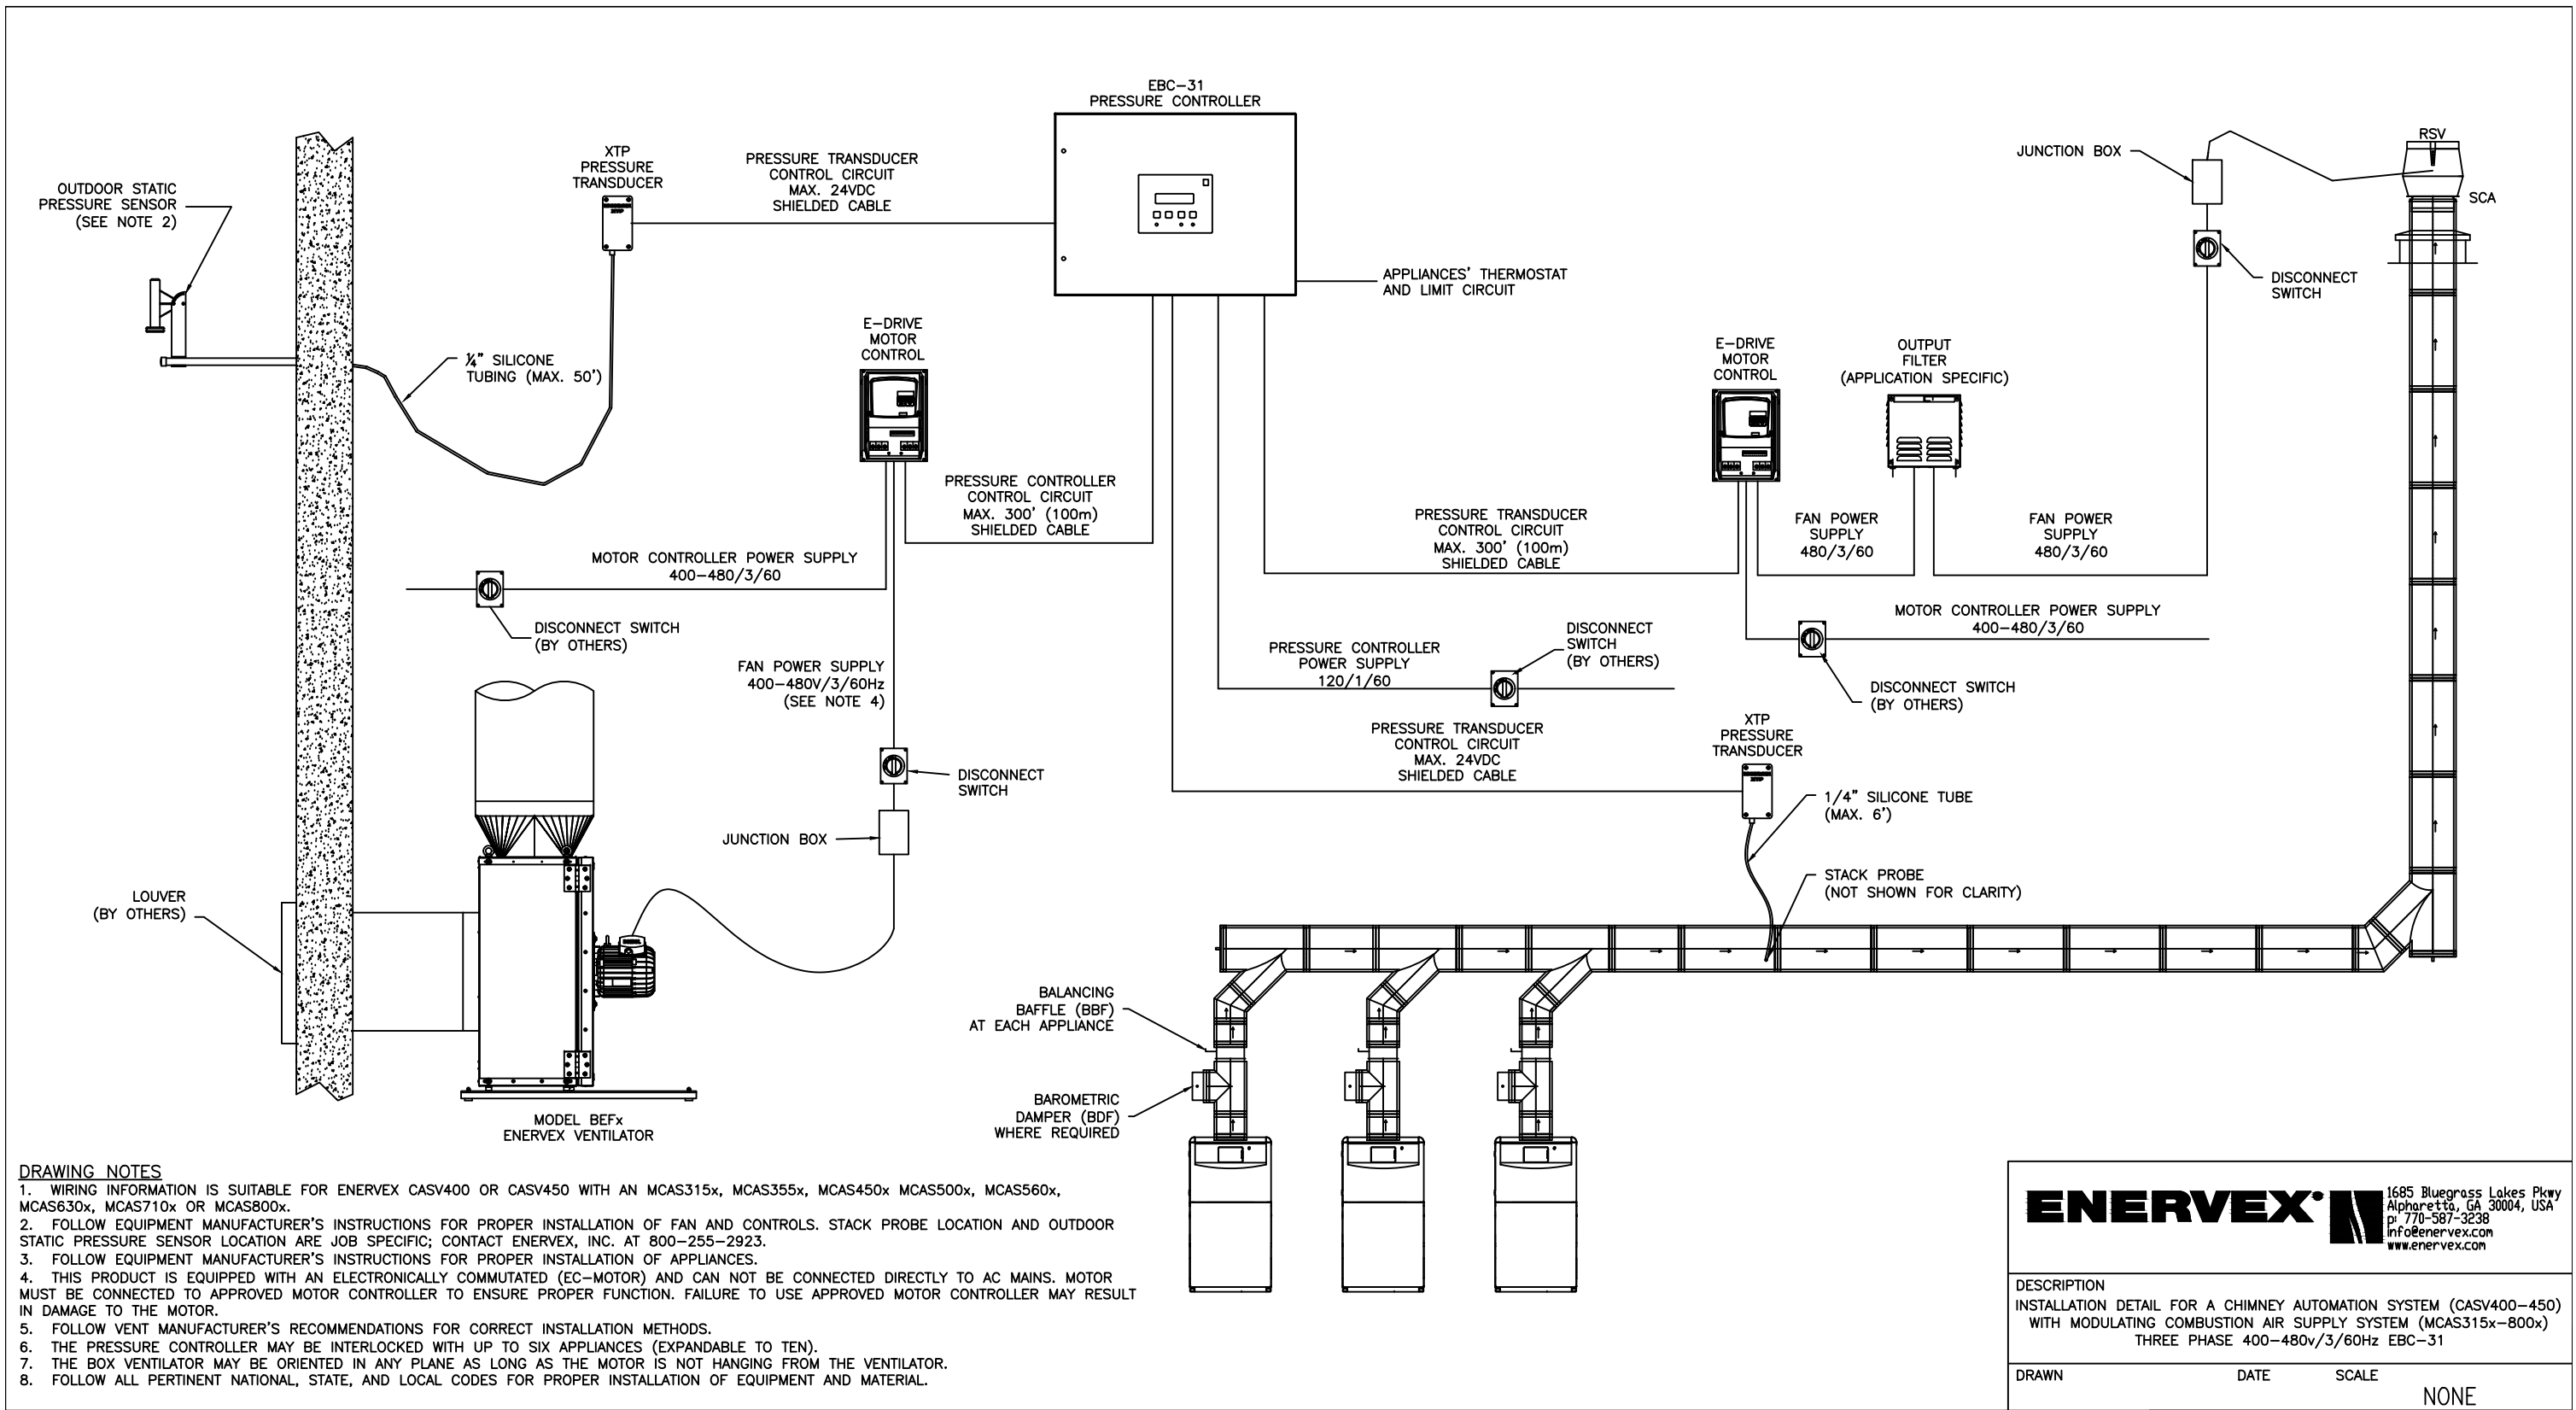 EBC-31
PRESSURE CONTROLLER
OUTDOOR STATIC
PRESSURE SENSOR
(SEE NOTE 2)
XTP
PRESSURE
TRANSDUCER
XTP
PRESSURE TRANSDUCER
CONTROL CIRCUIT
MAX. 24VDC
SHIELDED CABLE
JUNCTION BOX
RSV
SCA
DISCONNECT
SWITCH
APPLIANCES' THERMOSTAT
AND LIMIT CIRCUIT
¼" SILICONE
TUBING (MAX. 50')
E-DRIVE
MOTOR
CONTROL
E-DRIVE
MOTOR
CONTROL
OUTPUT
FILTER
(APPLICATION SPECIFIC)
PRESSURE CONTROLLER
CONTROL CIRCUIT
MAX. 300' (100m)
SHIELDED CABLE
PRESSURE TRANSDUCER
CONTROL CIRCUIT
MAX. 300' (100m)
SHIELDED CABLE
FAN POWER
SUPPLY
480/3/60
FAN POWER
SUPPLY
480/3/60
MOTOR CONTROLLER POWER SUPPLY
400-480/3/60
DISCONNECT SWITCH
(BY OTHERS)
MOTOR CONTROLLER POWER SUPPLY
400-480/3/60
DISCONNECT SWITCH
(BY OTHERS)
PRESSURE CONTROLLER
POWER SUPPLY
120/1/60
DISCONNECT
SWITCH
(BY OTHERS)
FAN POWER SUPPLY
400-480V/3/60Hz
(SEE NOTE 4)
PRESSURE TRANSDUCER
CONTROL CIRCUIT
MAX. 24VDC
SHIELDED CABLE
XTP
PRESSURE
TRANSDUCER
XTP
DISCONNECT
SWITCH
JUNCTION BOX
1/4" SILICONE TUBE
(MAX. 6')
STACK PROBE
(NOT SHOWN FOR CLARITY)
LOUVER
(BY OTHERS)
BALANCING
BAFFLE (BBF)
AT EACH APPLIANCE
BAROMETRIC
DAMPER (BDF)
WHERE REQUIRED
MODEL BEFx
ENERVEX VENTILATOR
DRAWING NOTES
1. WIRING INFORMATION IS SUITABLE FOR ENERVEX CASV400 OR CASV450 WITH AN MCAS315x, MCAS355x, MCAS450x MCAS500x, MCAS560x,
MCAS630x, MCAS710x OR MCAS800x.
2. FOLLOW EQUIPMENT MANUFACTURER'S INSTRUCTIONS FOR PROPER INSTALLATION OF FAN AND CONTROLS. STACK PROBE LOCATION AND OUTDOOR
STATIC PRESSURE SENSOR LOCATION ARE JOB SPECIFIC; CONTACT ENERVEX, INC. AT 800-255-2923.
3. FOLLOW EQUIPMENT MANUFACTURER'S INSTRUCTIONS FOR PROPER INSTALLATION OF APPLIANCES.
4. THIS PRODUCT IS EQUIPPED WITH AN ELECTRONICALLY COMMUTATED (EC-MOTOR) AND CAN NOT BE CONNECTED DIRECTLY TO AC MAINS. MOTOR
MUST BE CONNECTED TO APPROVED MOTOR CONTROLLER TO ENSURE PROPER FUNCTION. FAILURE TO USE APPROVED MOTOR CONTROLLER MAY RESULT
IN DAMAGE TO THE MOTOR.
5. FOLLOW VENT MANUFACTURER'S RECOMMENDATIONS FOR CORRECT INSTALLATION METHODS.
6. THE PRESSURE CONTROLLER MAY BE INTERLOCKED WITH UP TO SIX APPLIANCES (EXPANDABLE TO TEN).
7. THE BOX VENTILATOR MAY BE ORIENTED IN ANY PLANE AS LONG AS THE MOTOR IS NOT HANGING FROM THE VENTILATOR.
8. FOLLOW ALL PERTINENT NATIONAL, STATE, AND LOCAL CODES FOR PROPER INSTALLATION OF EQUIPMENT AND MATERIAL.
ENERVEX
1685 Bluegrass Lakes Pkwy
Alpharetta, GA 30004, USA
p: 770-587-3238
info@enervex.com
www.enervex.com
DESCRIPTION
INSTALLATION DETAIL FOR A CHIMNEY AUTOMATION SYSTEM (CASV400-450)
WITH MODULATING COMBUSTION AIR SUPPLY SYSTEM (MCAS315x-800x)
THREE PHASE 400-480v/3/60Hz EBC-31
DRAWN DATE SCALE
NONE